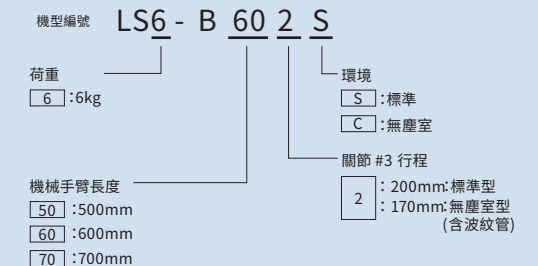 機型編號 LS6 - B 60 2 S
荷重
6 :6kg
環境
S :標準
C :無塵室
關節 #3 行程
2 : 200mm:標準型
: 170mm:無塵室型
(含波紋管)
機械手臂長度
50 :500mm
60 :600mm
70 :700mm